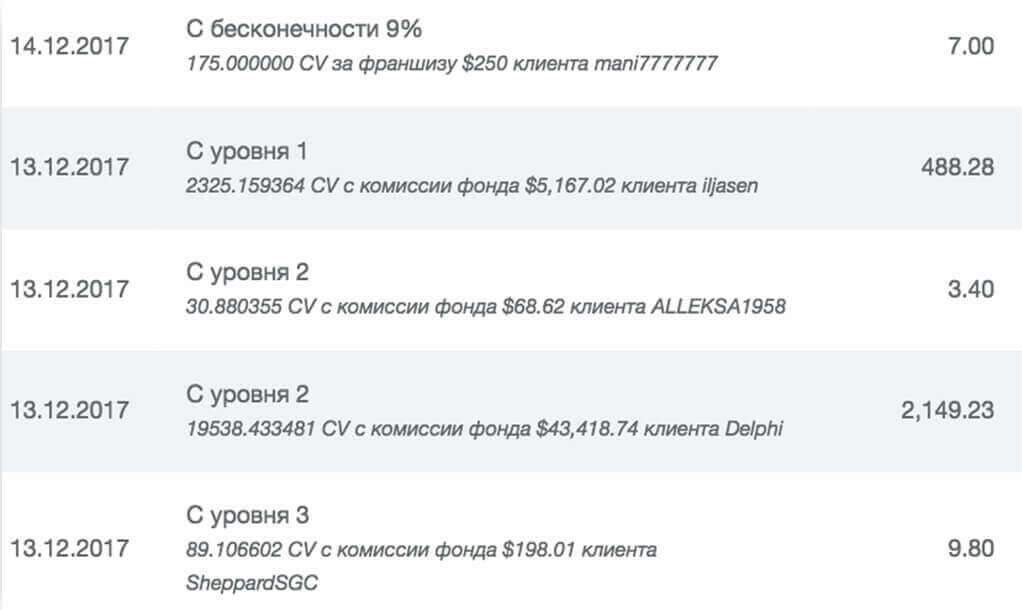 14.12.2017
С бесконечности 9%
175.000000 CV за франшизу $250 клиента mani7777777
7.00
13.12.2017
С уровня 1
2325.159364 CV с комиссии фонда $5,167.02 клиента iljasen
488.28
13.12.2017
С уровня 2
30.880355 CV с комиссии фонда $68.62 клиента ALLEKSA1958
3.40
13.12.2017
С уровня 2
19538.433481 CV с комиссии фонда $43,418.74 клиента Delphi
2,149.23
13.12.2017
С уровня 3
89.106602 CV с комиссии фонда $198.01 клиента
SheppardSGC
9.80